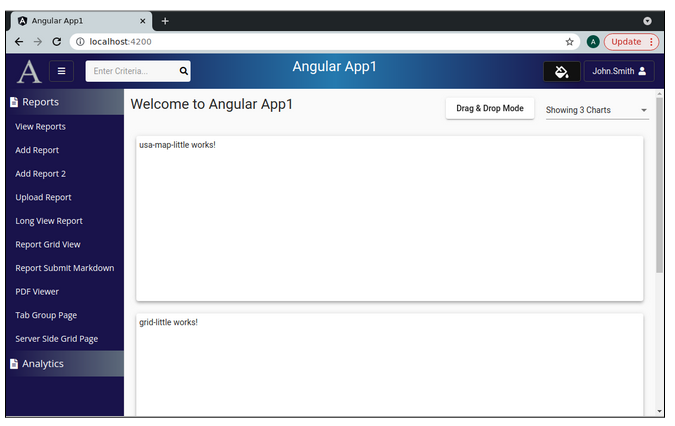 Angular App1
localhost:4200
A
Update
A
Enter Criteria...
Angular App1
John.Smith
Reports
View Reports
Add Report
Add Report 2
Upload Report
Long View Report
Report Grid View
Report Submit Markdown
PDF Viewer
Tab Group Page
Server Side Grid Page
Analytics
Welcome to Angular App1
Drag & Drop Mode
Showing 3 Charts
usa-map-little works!
grid-little works!